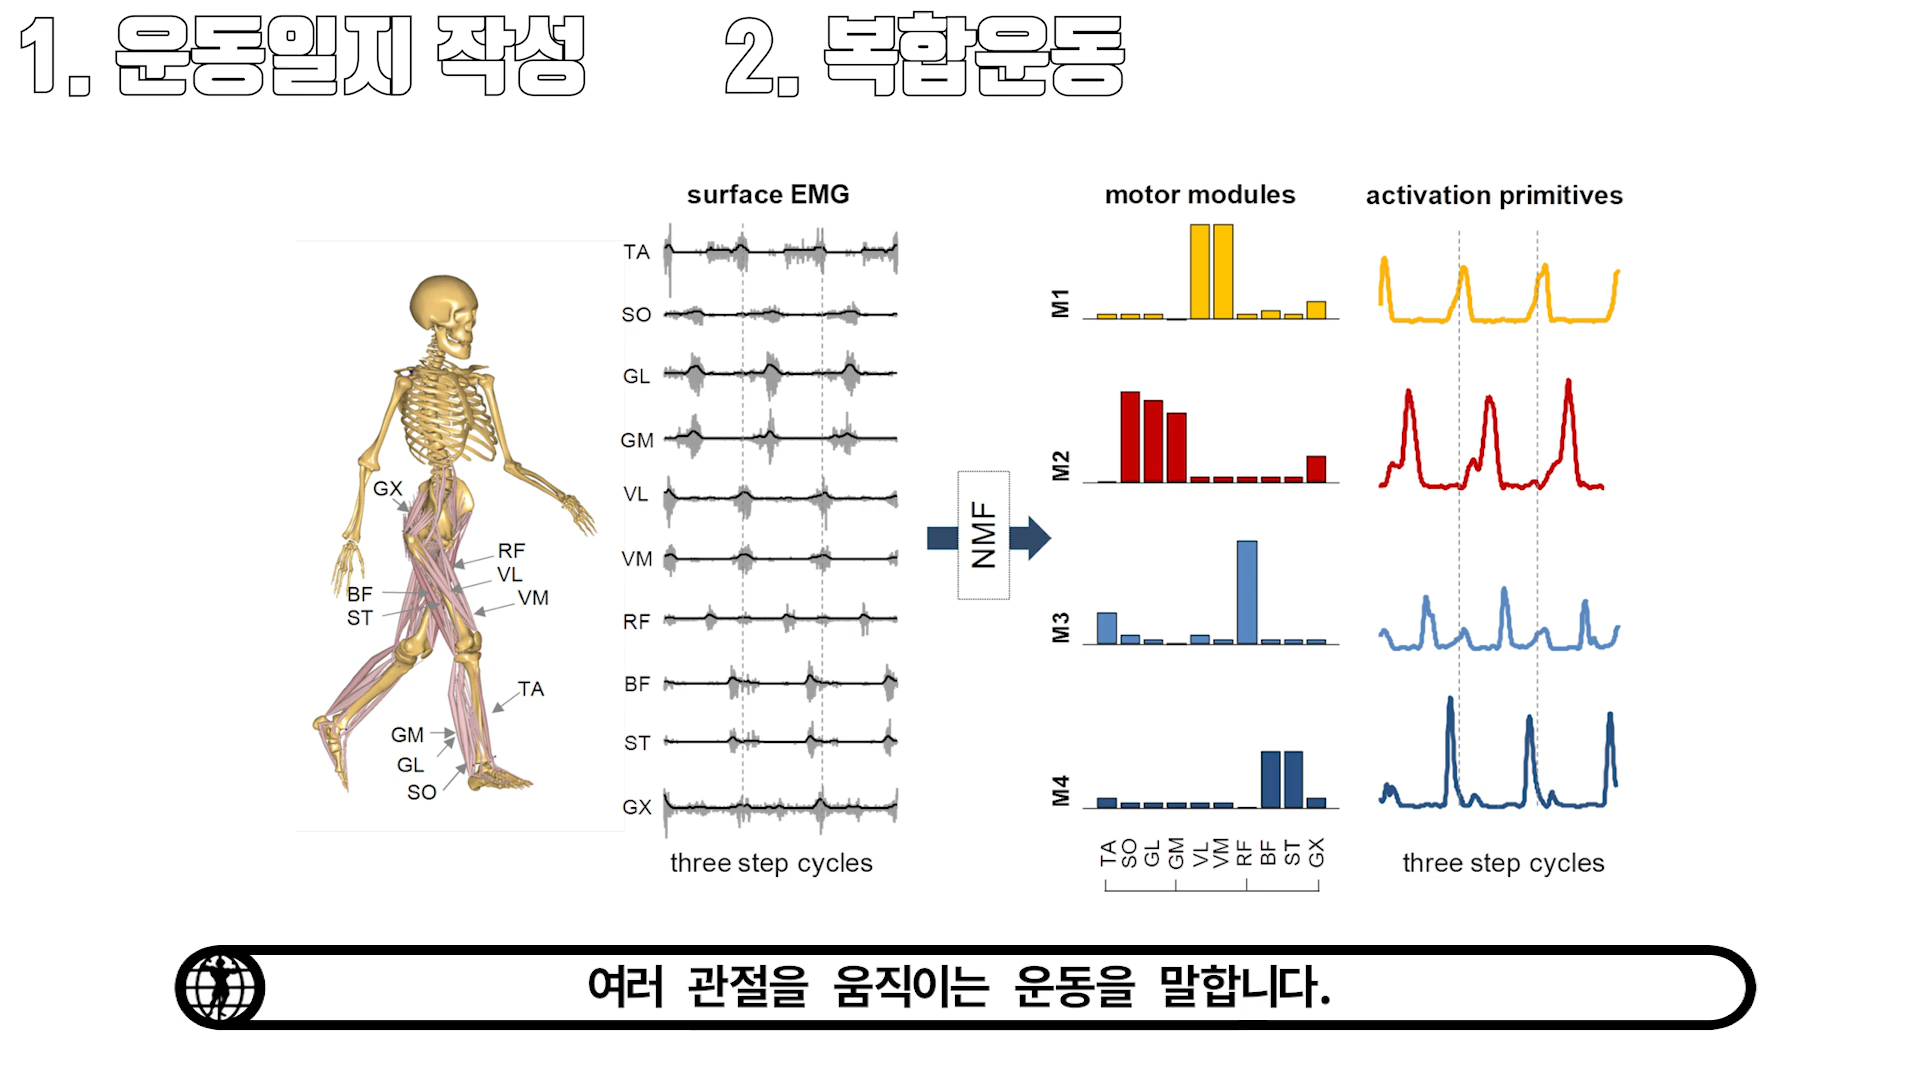 1. 운동일지 작성
2. 복합운동
surface EMG
motor modules
activation primitives
TA
SO
GL
GM
VL
VM
RF
BF
ST
GX
three step cycles
GX
RF
VL
VM
BF
ST
TA
GM
GL
SO
NMF
M1
M2
M3
M4
TA SO GL GM VL VM RF BF ST GX
three step cycles
여러 관절을 움직이는 운동을 말합니다.